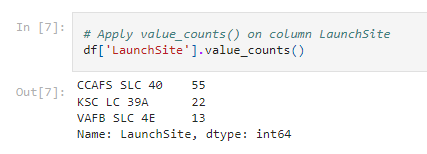 In [7]:
# Apply value_counts() on column LaunchSite
df['LaunchSite'].value_counts()
Out[7]:
CCAFS SLC 40    55
KSC LC 39A      22
VAFB SLC 4E     13
Name: LaunchSite, dtype: int64